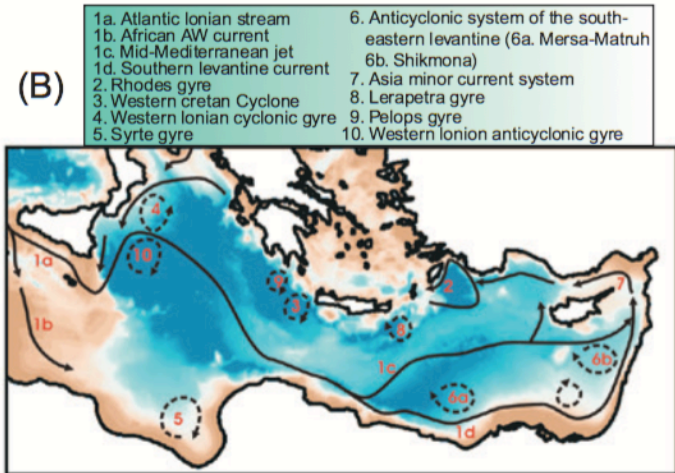 (B)
1a. Atlantic Ionian stream
1b. African AW current
1c. Mid-Mediterranean jet
1d. Southern levantine current
2. Rhodes gyre
3. Western cretan Cyclone
4. Western Ionian cyclonic gyre
5. Syrte gyre
6. Anticyclonic system of the south-
eastern levantine (6a. Mersa-Matruh
6b. Shikmona)
7. Asia minor current system
8. Lerapetra gyre
9. Pelops gyre
10. Western Ionion anticyclonic gyre
4
1a
10
9
2
7
3
1b
8
6b
1c
6a
5
1d